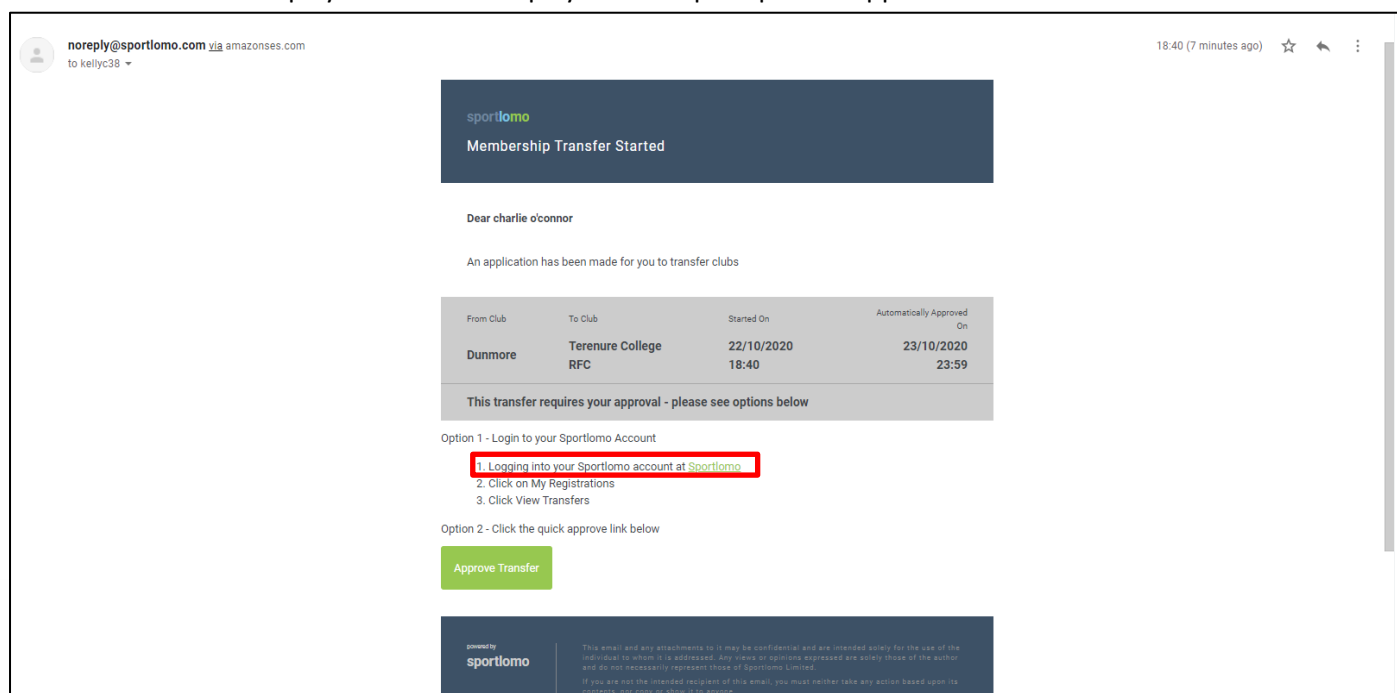 noreply@sportlomo.com via amazonses.com
18:40 (7 minutes ago)
to kellyc38
sportlomo
Membership Transfer Started
Dear charlie o'connor
An application has been made for you to transfer clubs
From Club To Club Started On Automatically Approved On
Dunmore Terenure College RFC 22/10/2020 18:40 23/10/2020 23:59
This transfer requires your approval - please see options below
Option 1 - Login to your Sportlomo Account
1. Logging into your Sportlomo account at Sportlomo
2. Click on My Registrations
3. Click View Transfers
Option 2 - Click the quick approve link below
Approve Transfer
powered by
sportlomo
This email and any attachments to it may be confidential and are intended solely for the use of the
individual to whom it is addressed. Any views or opinions expressed are solely those of the author
and do not necessarily represent those of Sportlomo Limited.
If you are not the intended recipient of this email, you must neither take any action based upon its
contents, nor copy or show it to anyone.